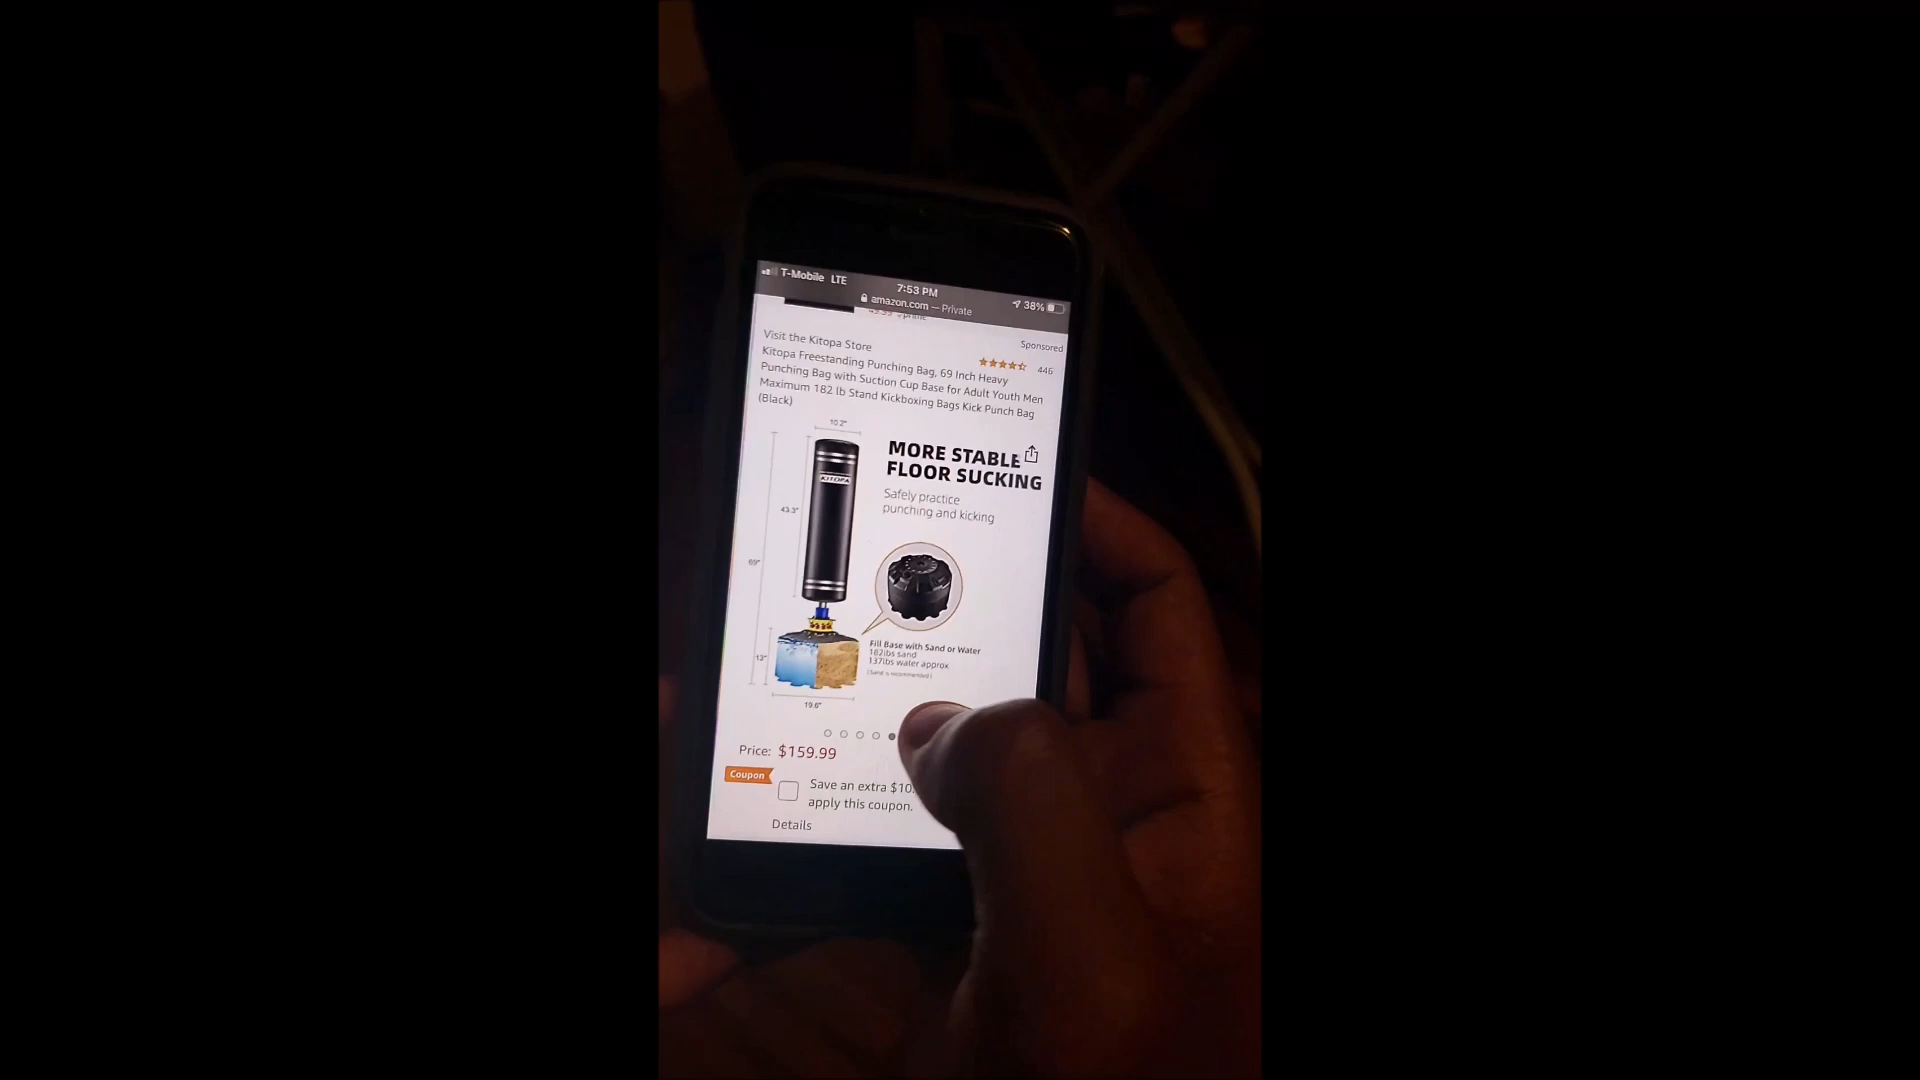 T-Mobile LTE
7:53 PM
38%
amazon.com — Private
Sponsored
Visit the Kitopa Store
446
Kitopa Freestanding Punching Bag, 69 Inch Heavy
Punching Bag with Suction Cup Base for Adult Youth Men
Maximum 182 lb Stand Kickboxing Bags Kick Punch Bag
(Black)
10.2"
MORE STABLE
FLOOR SUCKING
KITOPA
Safely practice
punching and kicking
43.3"
69"
Fill Base with Sand or Water
182lbs sand
137lbs water approx
(Sand is recommended)
13"
19.6"
Price: $159.99
Coupon
Save an extra $10.
apply this coupon.
Details